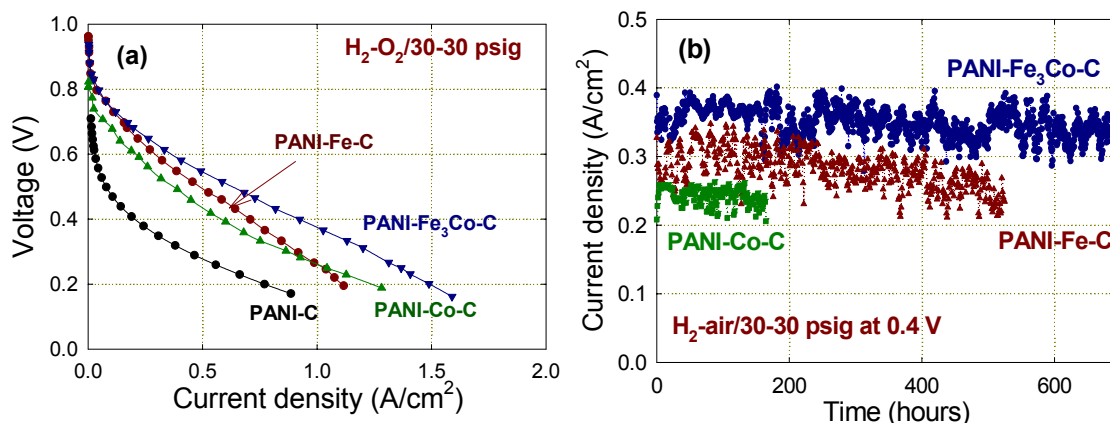 (a)
H₂-O₂/30-30 psig
Voltage (V)
1.0
0.8
0.6
0.4
0.2
0.0
PANI-Fe-C
PANI-Fe₃Co-C
PANI-C
PANI-Co-C
0.0 0.5 1.0 1.5 2.0
Current density (A/cm²)
(b)
PANI-Fe₃Co-C
Current density (A/cm²)
0.5
0.4
0.3
0.2
0.1
0.0
PANI-Co-C
PANI-Fe-C
H₂-air/30-30 psig at 0.4 V
0 200 400 600
Time (hours)